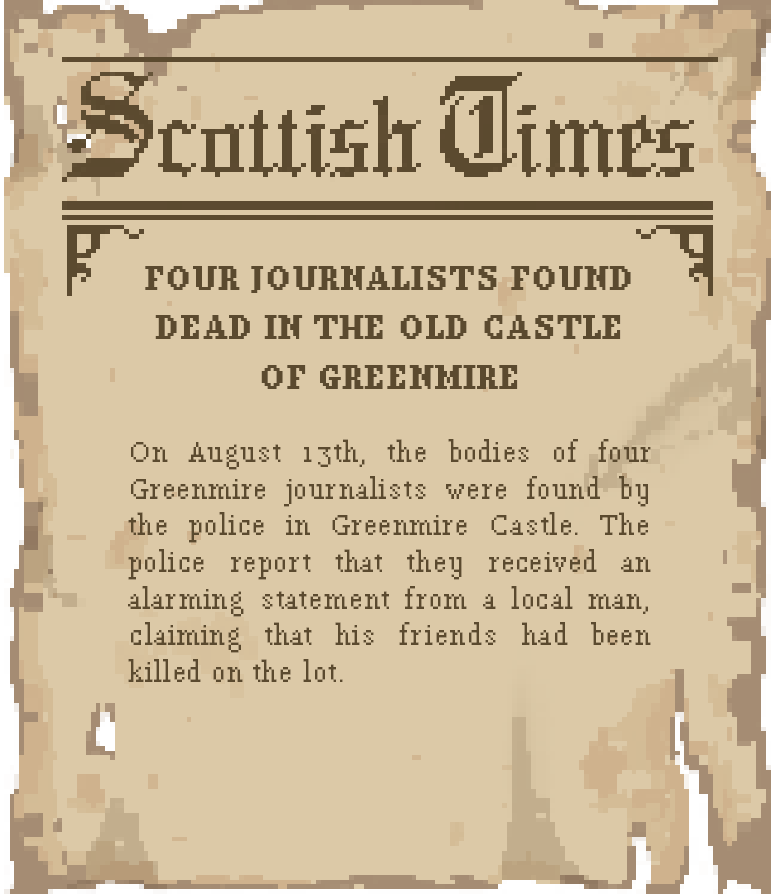 Scottish Times
FOUR JOURNALISTS FOUND
DEAD IN THE OLD CASTLE
OF GREENMIRE
On August 13th, the bodies of four
Greenmire journalists were found by
the police in Greenmire Castle. The
police report that they received an
alarming statement from a local man,
claiming that his friends had been
killed on the lot.